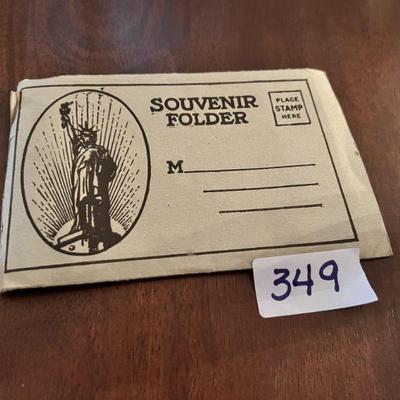 SOUVENIR
FOLDER
PLACE
STAMP
HERE
M
349